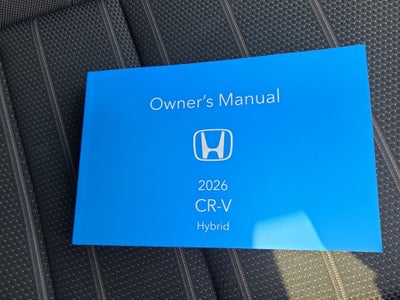 Owner's Manual
2026
CR-V
Hybrid